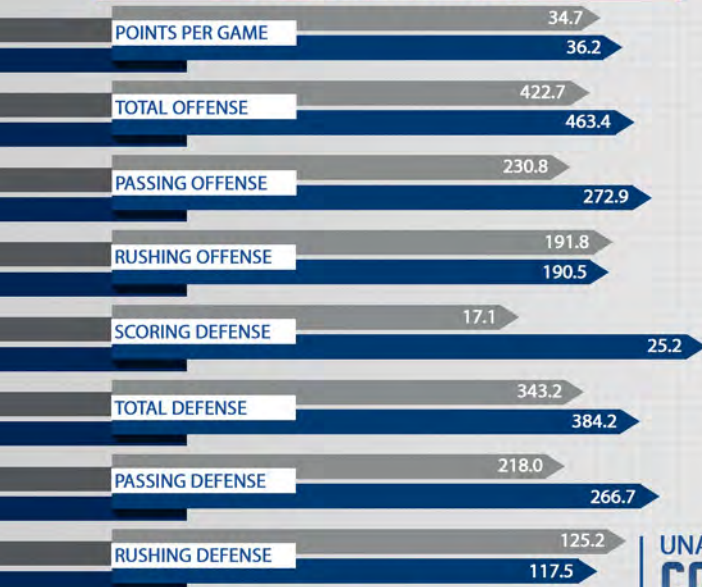 34.7
POINTS PER GAME
36.2
422.7
TOTAL OFFENSE
463.4
230.8
PASSING OFFENSE
272.9
191.8
RUSHING OFFENSE
190.5
17.1
SCORING DEFENSE
25.2
343.2
TOTAL DEFENSE
384.2
218.0
PASSING DEFENSE
266.7
125.2
RUSHING DEFENSE
117.5
UNA